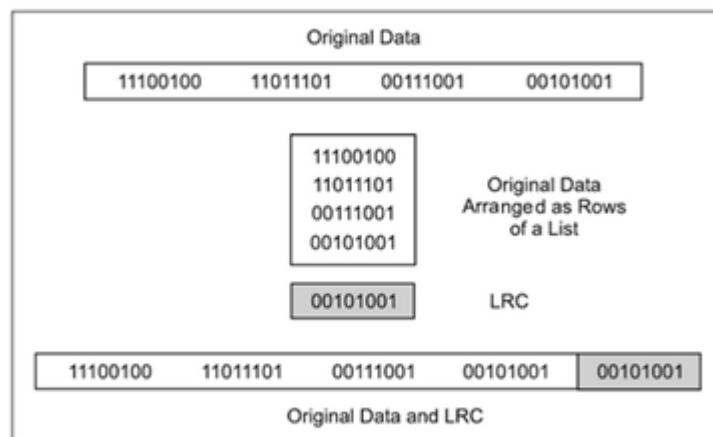 Original Data
11100100 11011101 00111001 00101001
11100100
11011101
00111001
00101001
Original Data
Arranged as Rows
of a List
00101001
LRC
11100100 11011101 00111001 00101001 00101001
Original Data and LRC